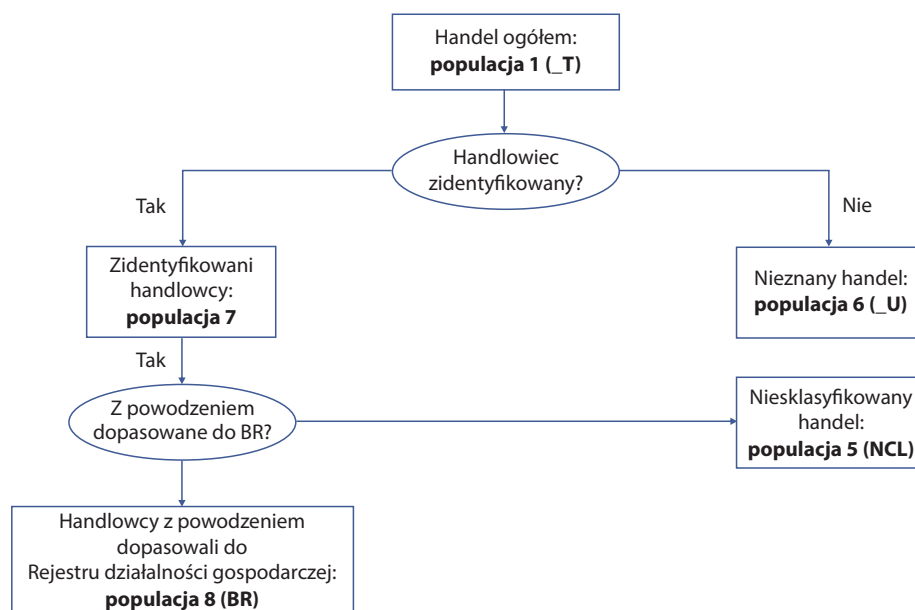 Handel ogółem:
populacja 1 (_T)
Handlowiec
zidentyfikowany?
Tak
Nie
Zidentyfikowani
handlowcy:
populacja 7
Nieznany handel:
populacja 6 (_U)
Tak
Z powodzeniem
dopasowane do BR?
Niesklasyfikowany
handel:
populacja 5 (NCL)
Handlowcy z powodzeniem
dopasowali do
Rejestru działalności gospodarczej:
populacja 8 (BR)